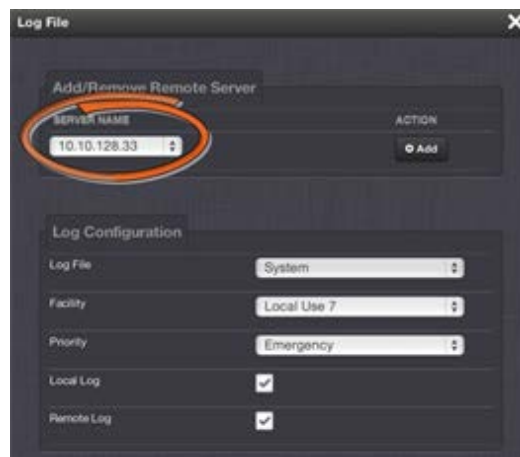 Log File
Add/Remove Remote Server
SERVER NAME
ACTION
10.10.128.33
Add
Log Configuration
Log File
System
Facility
Local Use 7
Priority
Emergency
Local Log
Remote Log